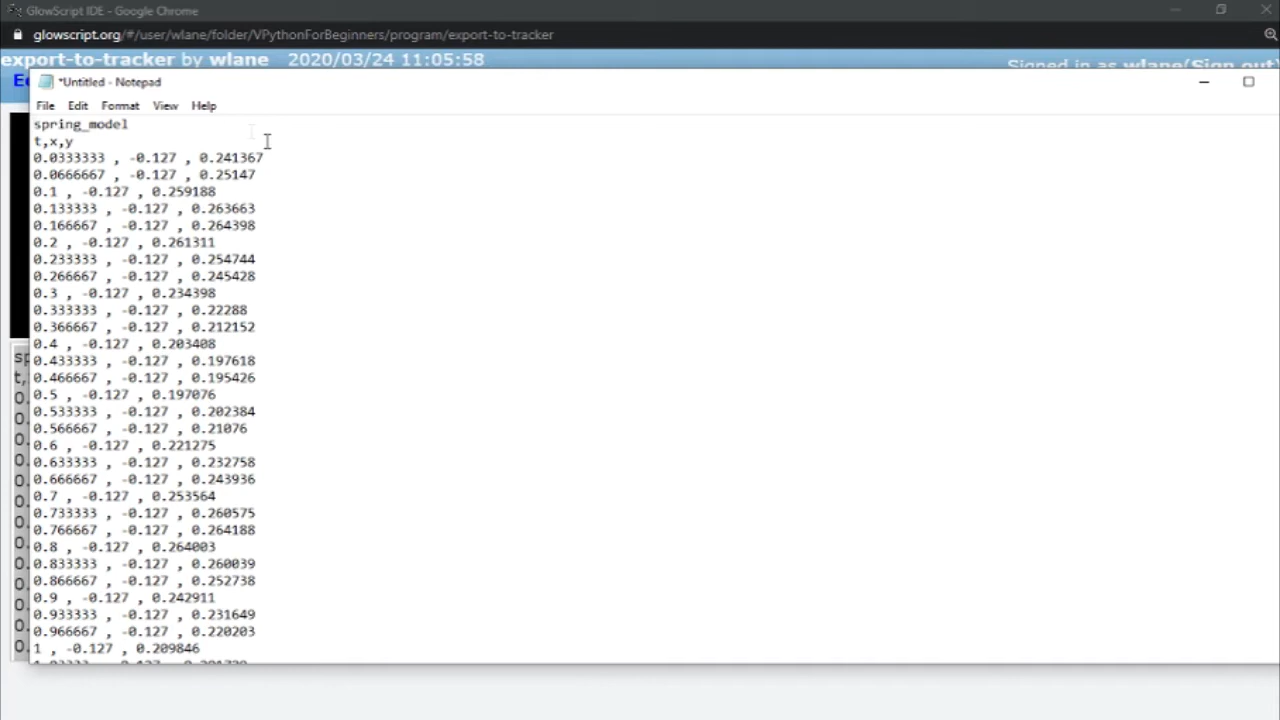 GlowScript IDE - Google Chrome
glowscript.org/#/user/wlane/folder/VPythonForBeginners/program/export-to-tracker
export-to-tracker by wlane 2020/03/24 11:05:58
Signed in as wlane(Sign out)
*Untitled - Notepad
File Edit Format View Help
spring_model
t,x,y
0.0333333 , -0.127 , 0.241367
0.0666667 , -0.127 , 0.25147
0.1 , -0.127 , 0.259188
0.133333 , -0.127 , 0.263663
0.166667 , -0.127 , 0.264398
0.2 , -0.127 , 0.261311
0.233333 , -0.127 , 0.254744
0.266667 , -0.127 , 0.245428
0.3 , -0.127 , 0.234398
0.333333 , -0.127 , 0.22288
0.366667 , -0.127 , 0.212152
0.4 , -0.127 , 0.203408
0.433333 , -0.127 , 0.197618
0.466667 , -0.127 , 0.195426
0.5 , -0.127 , 0.197076
0.533333 , -0.127 , 0.202384
0.566667 , -0.127 , 0.21076
0.6 , -0.127 , 0.221275
0.633333 , -0.127 , 0.232758
0.666667 , -0.127 , 0.243936
0.7 , -0.127 , 0.253564
0.733333 , -0.127 , 0.260575
0.766667 , -0.127 , 0.264188
0.8 , -0.127 , 0.264003
0.833333 , -0.127 , 0.260039
0.866667 , -0.127 , 0.252738
0.9 , -0.127 , 0.242911
0.933333 , -0.127 , 0.231649
0.966667 , -0.127 , 0.220203
1 , -0.127 , 0.209846